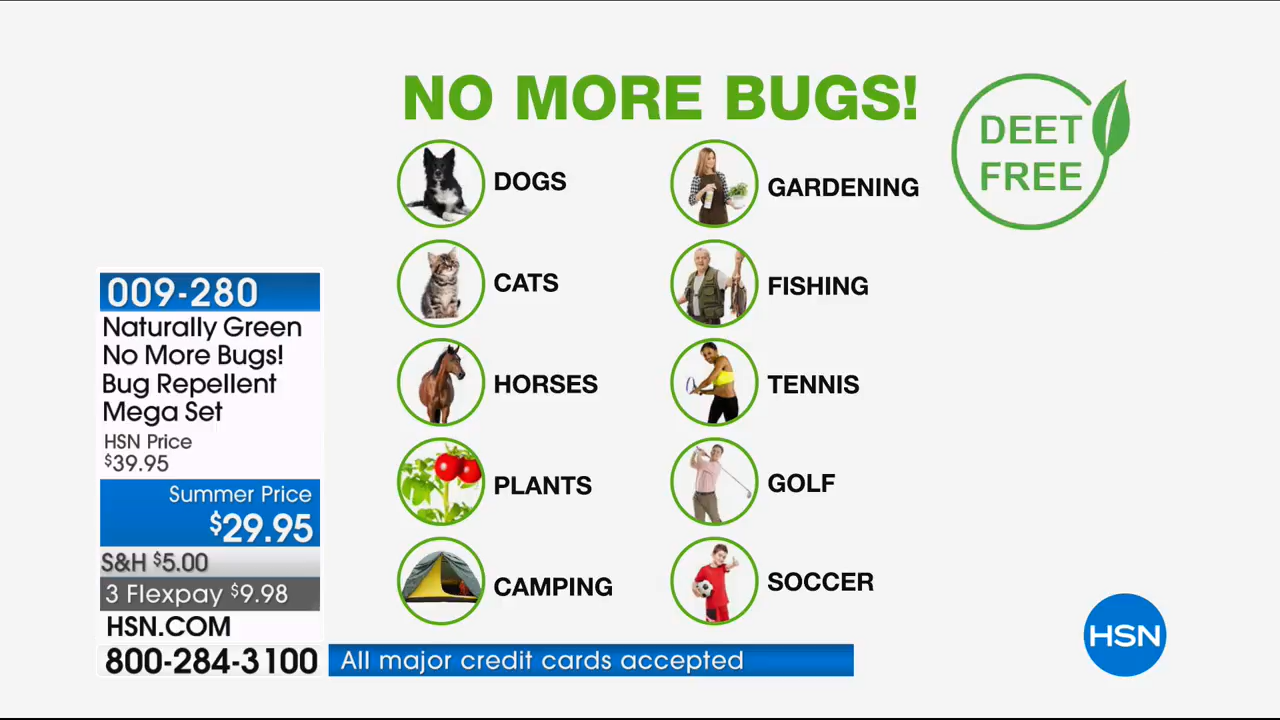 NO MORE BUGS!
DEET
FREE
DOGS
GARDENING
CATS
FISHING
HORSES
TENNIS
PLANTS
GOLF
CAMPING
SOCCER
009-280
Naturally Green
No More Bugs!
Bug Repellent
Mega Set
HSN Price
$39.95
Summer Price
$29.95
S&H $5.00
3 Flexpay $9.98
HSN.COM
800-284-3100
All major credit cards accepted
HSN